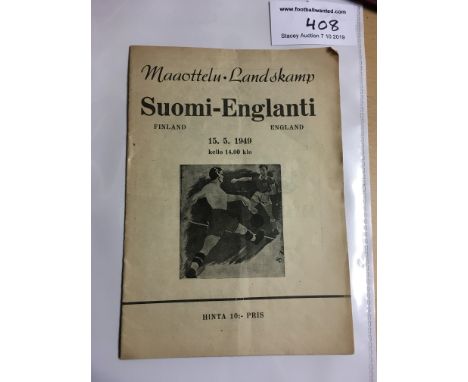 www.footballwanted.com
408
Stacey Auction 7 10 2019
Maaottelu • Landskamp
Suomi-Englanti
FINLAND ENGLAND
15. 5. 1949
kello 14.00 klo
HINTA 10:- PRIS